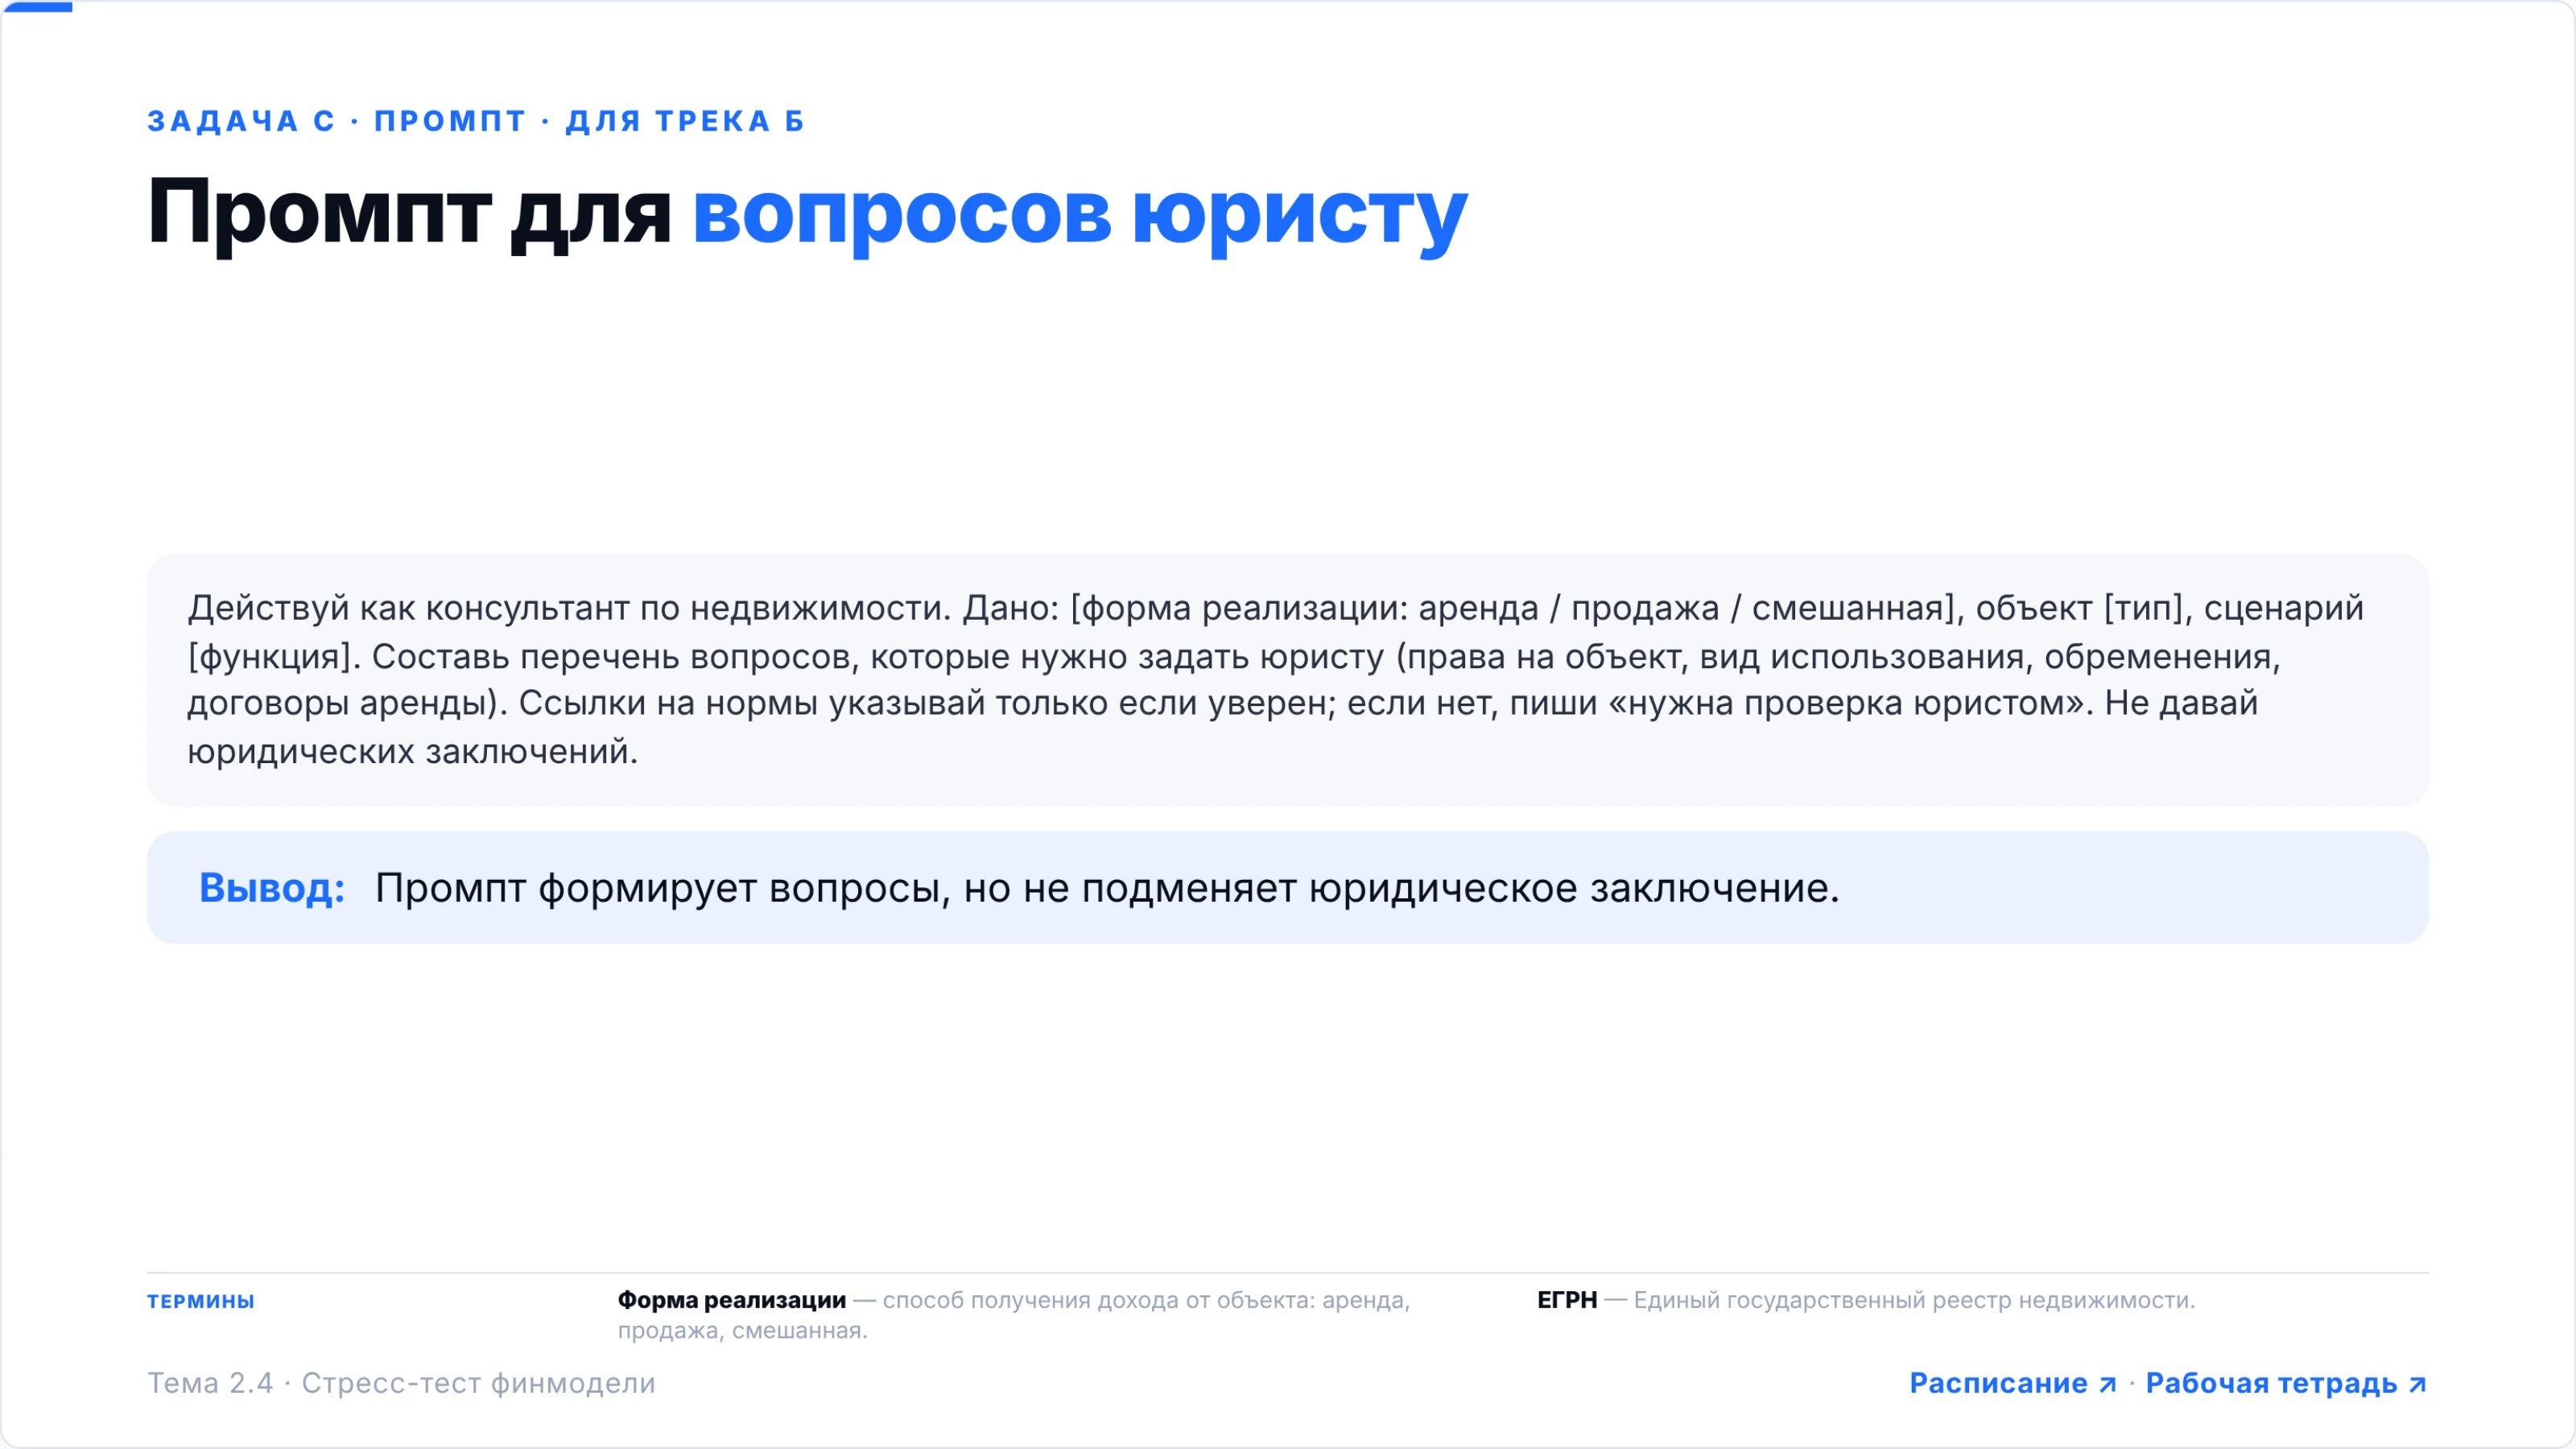 ЗАДАЧА С · ПРОМПТ · ДЛЯ ТРЕКА Б
Промпт для вопросов юристу
Действуй как консультант по недвижимости. Дано: [форма реализации: аренда / продажа / смешанная], объект [тип], сценарий
[функция]. Составь перечень вопросов, которые нужно задать юристу (права на объект, вид использования, обременения,
договоры аренды). Ссылки на нормы указывай только если уверен; если нет, пиши «нужна проверка юристом». Не давай
юридических заключений.
Вывод: Промпт формирует вопросы, но не подменяет юридическое заключение.
ТЕРМИНЫ
Форма реализации — способ получения дохода от объекта: аренда,
продажа, смешанная.
ЕГРН — Единый государственный реестр недвижимости.
Тема 2.4 · Стресс-тест финмодели
Расписание ↗ · Рабочая тетрадь ↗